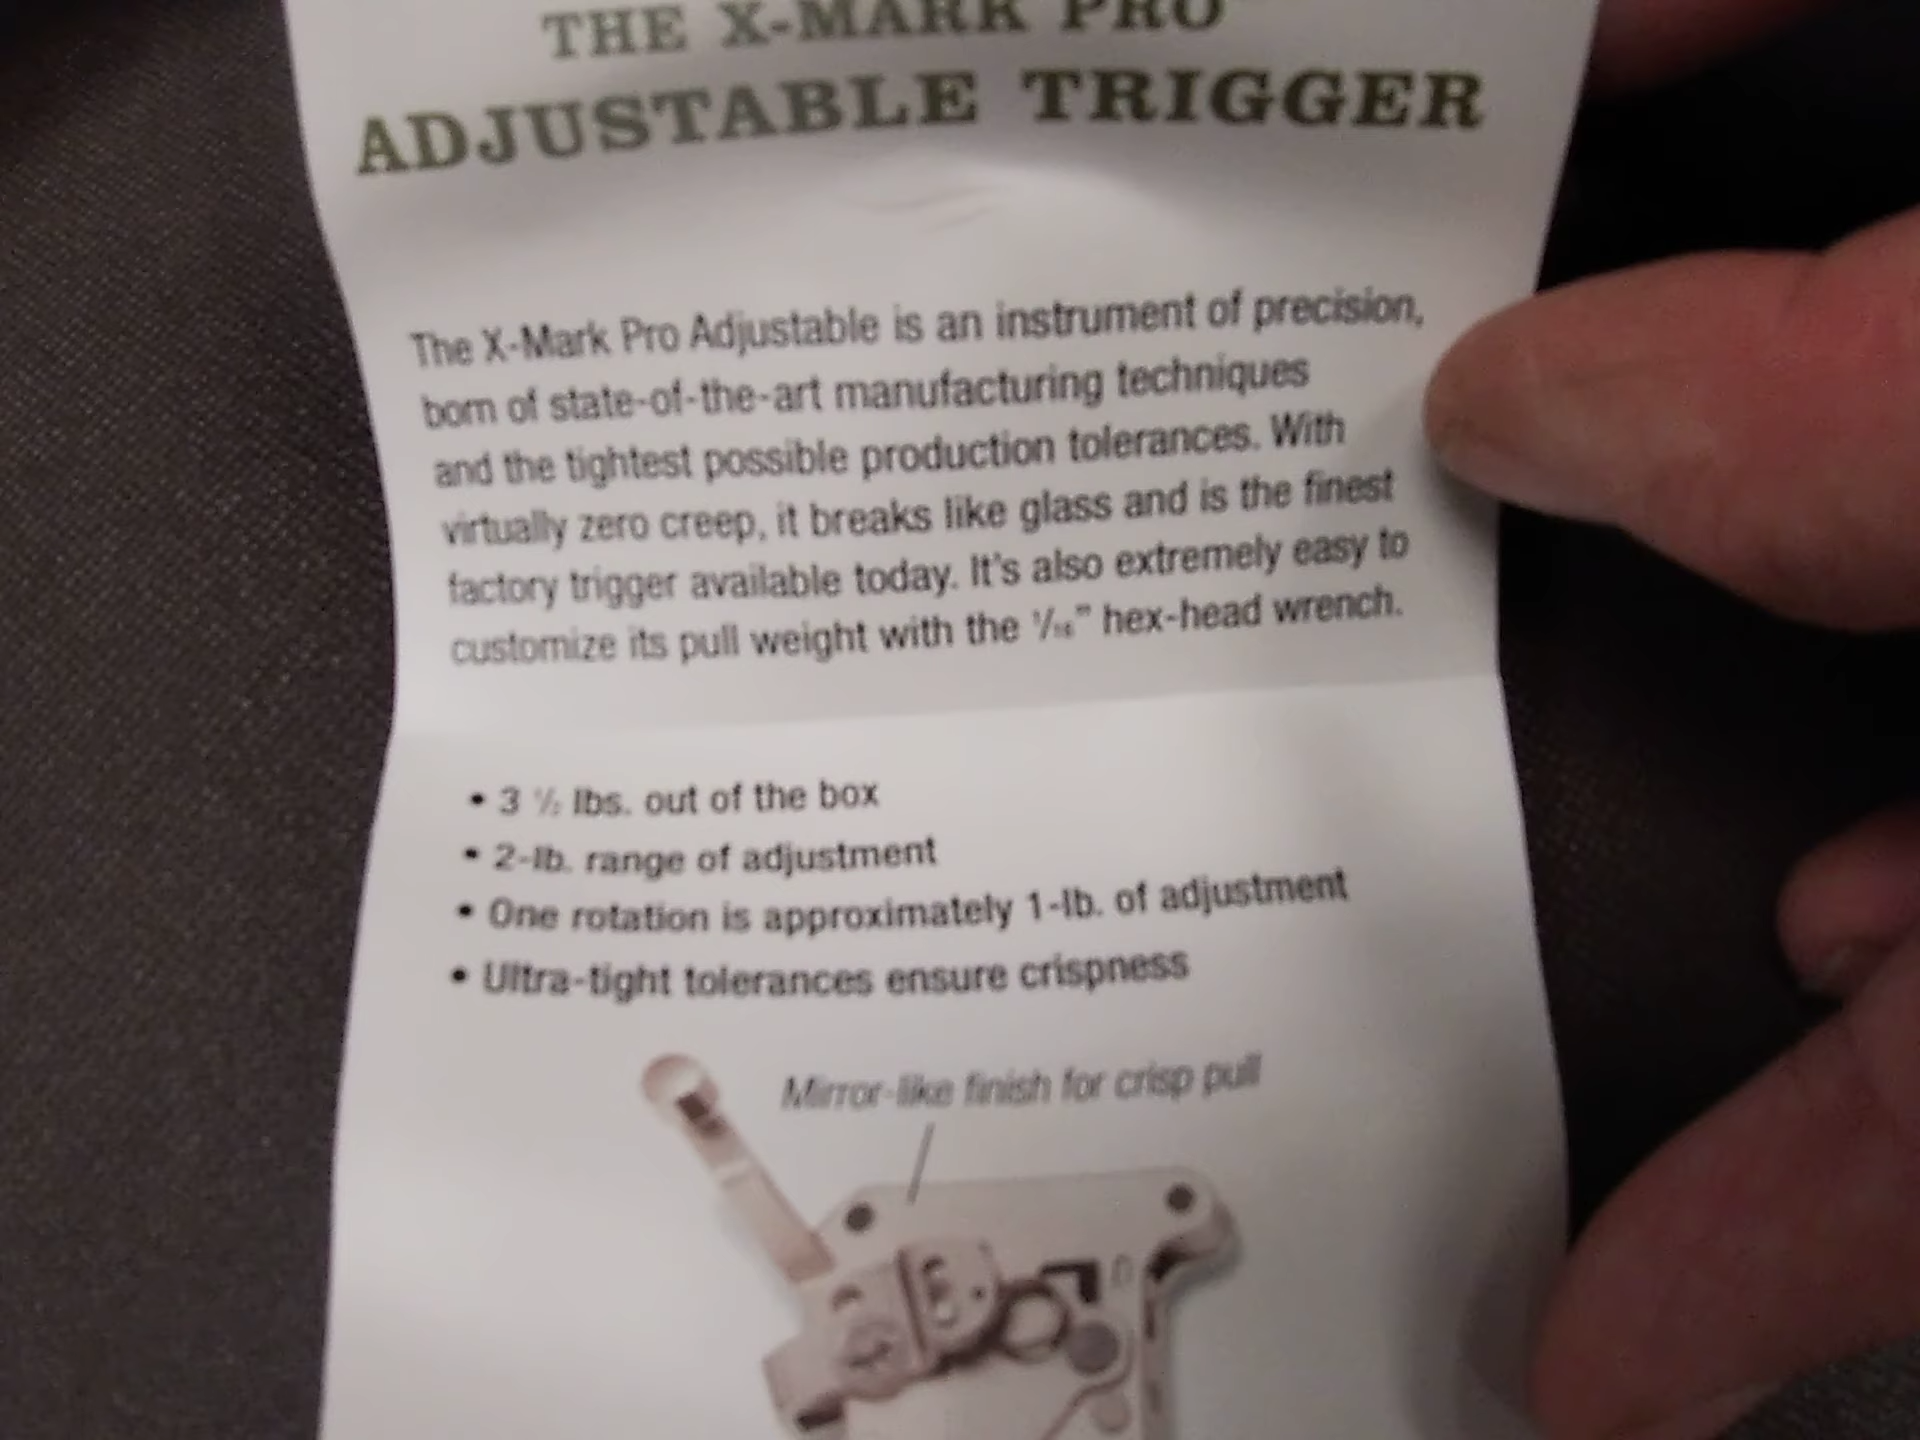 THE X-MARK PRO
ADJUSTABLE TRIGGER
The X-Mark Pro Adjustable is an instrument of precision,
born of state-of-the-art manufacturing techniques
and the tightest possible production tolerances. With
virtually zero creep, it breaks like glass and is the finest
factory trigger available today. It's also extremely easy to
customize its pull weight with the 1/16" hex-head wrench.
• 3 ½ lbs. out of the box
• 2-lb. range of adjustment
• One rotation is approximately 1-lb. of adjustment
• Ultra-tight tolerances ensure crispness
Mirror-like finish for crisp pull